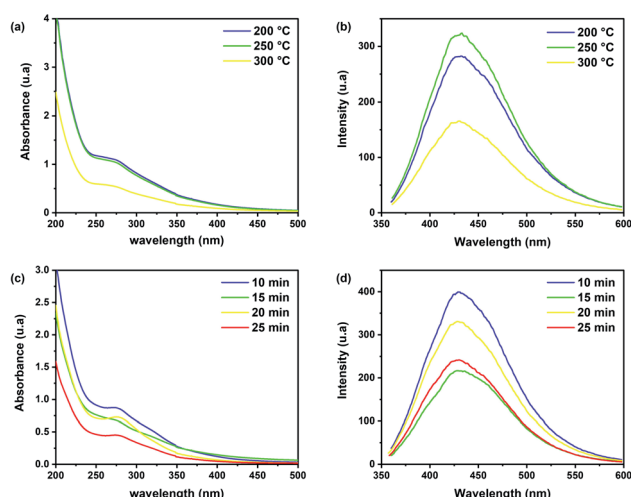 (a)
200 °C
250 °C
300 °C
4
3
2
1
0
Absorbance (u.a)
200 250 300 350 400 450 500
wavelength (nm)
(b)
200 °C
250 °C
300 °C
300
250
200
150
100
50
0
Intensity (u.a)
350 400 450 500 550 600
Wavelength (nm)
(c)
10 min
15 min
20 min
25 min
3.0
2.5
2.0
1.5
1.0
0.5
0.0
Absorbance (u.a)
200 250 300 350 400 450 500
wavelength (nm)
(d)
10 min
15 min
20 min
25 min
400
300
200
100
0
Intensity (u.a)
350 400 450 500 550 600
wavelength (nm)